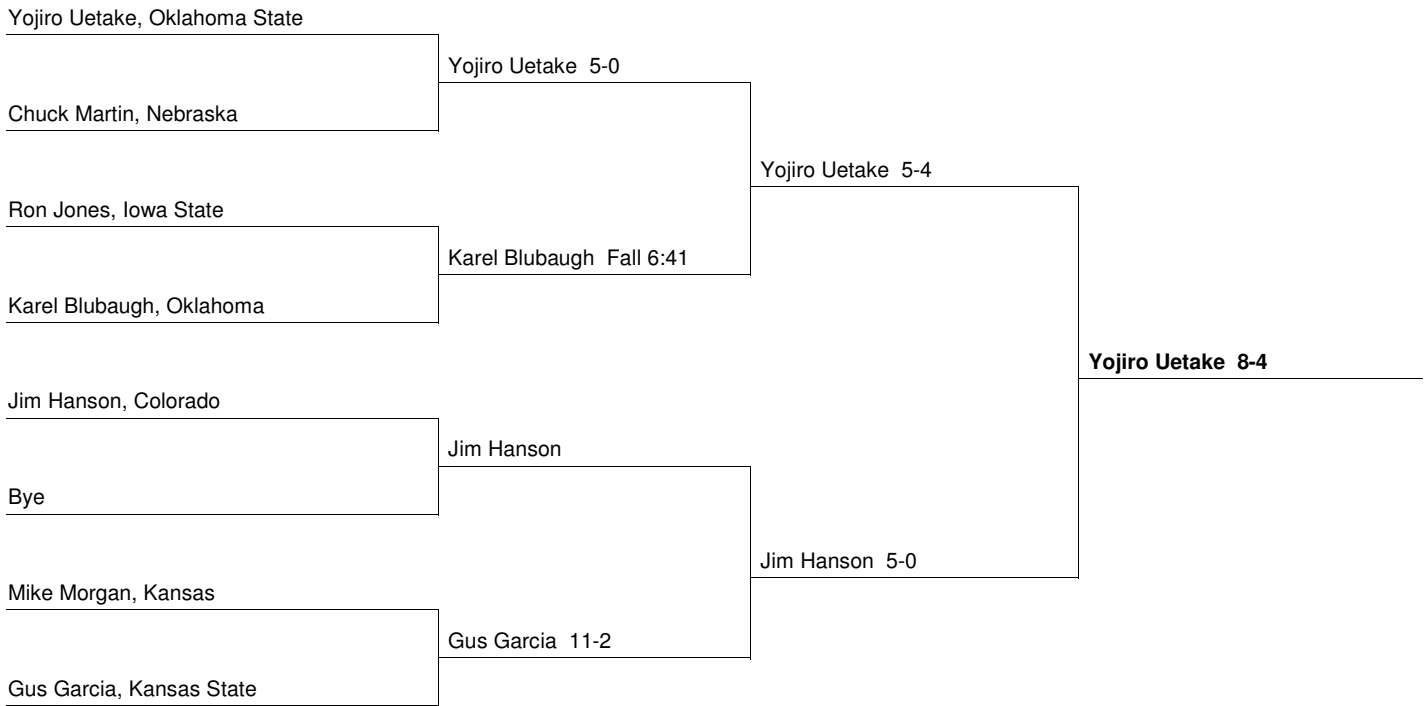 Yojiro Uetake, Oklahoma State
Yojiro Uetake 5-0
Chuck Martin, Nebraska
Yojiro Uetake 5-4
Ron Jones, Iowa State
Karel Blubaugh Fall 6:41
Karel Blubaugh, Oklahoma
Yojiro Uetake 8-4
Jim Hanson, Colorado
Jim Hanson
Bye
Jim Hanson 5-0
Mike Morgan, Kansas
Gus Garcia 11-2
Gus Garcia, Kansas State